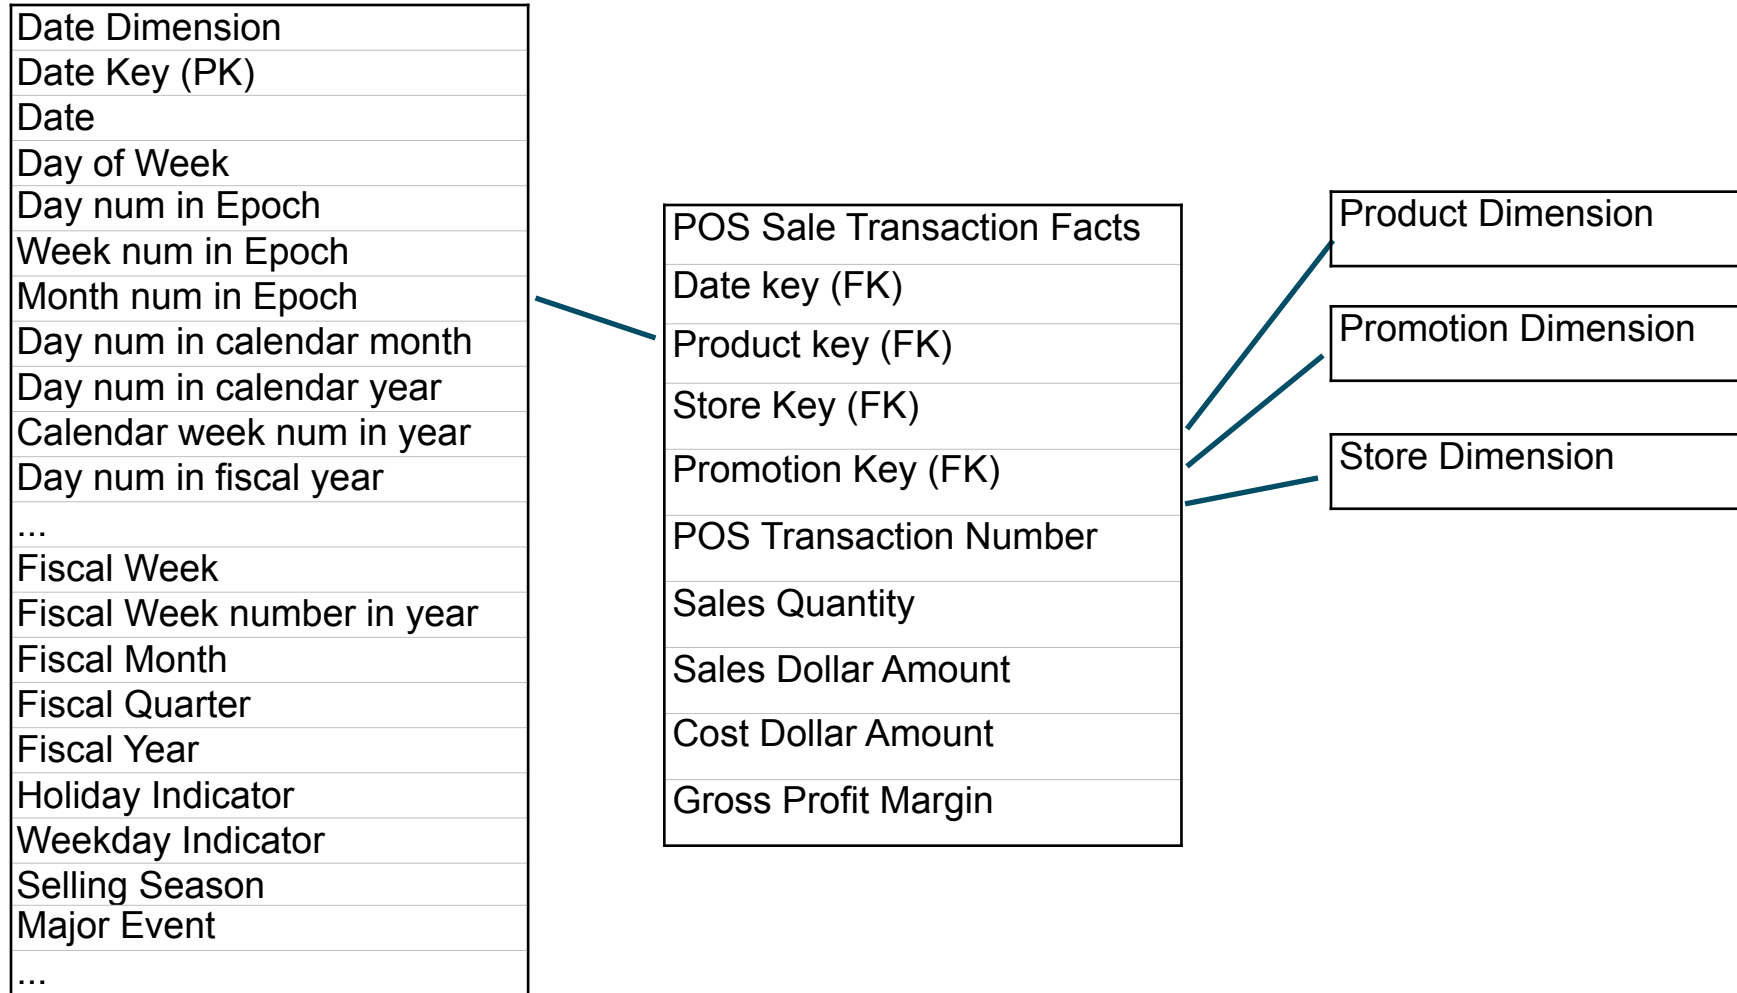 Date Dimension
Date Key (PK)
Date
Day of Week
Day num in Epoch
Week num in Epoch
Month num in Epoch
Day num in calendar month
Day num in calendar year
Calendar week num in year
Day num in fiscal year
...
Fiscal Week
Fiscal Week number in year
Fiscal Month
Fiscal Quarter
Fiscal Year
Holiday Indicator
Weekday Indicator
Selling Season
Major Event
...
POS Sale Transaction Facts
Date key (FK)
Product key (FK)
Store Key (FK)
Promotion Key (FK)
POS Transaction Number
Sales Quantity
Sales Dollar Amount
Cost Dollar Amount
Gross Profit Margin
Product Dimension
Promotion Dimension
Store Dimension